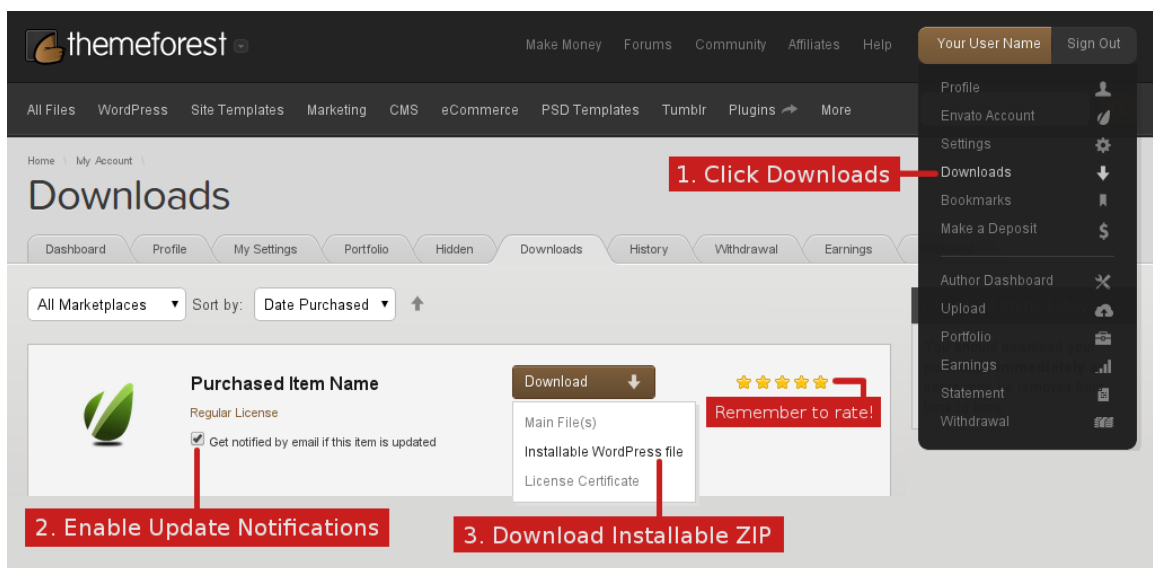 themeforest
Make Money Forums Community Affiliates Help
Your User Name Sign Out
All Files WordPress Site Templates Marketing CMS eCommerce PSD Templates Tumblr Plugins More
Profile
Envato Account
Settings
Downloads
Bookmarks
Make a Deposit
Author Dashboard
Upload
Portfolio
Earnings
Statement
Withdrawal
Home \ My Account \
Downloads
1. Click Downloads
Dashboard Profile My Settings Portfolio Hidden Downloads History Withdrawal Earnings
All Marketplaces Sort by: Date Purchased
Purchased Item Name
Regular License
Get notified by email if this item is updated
Download
Main File(s)
Installable WordPress file
License Certificate
Remember to rate!
2. Enable Update Notifications
3. Download Installable ZIP